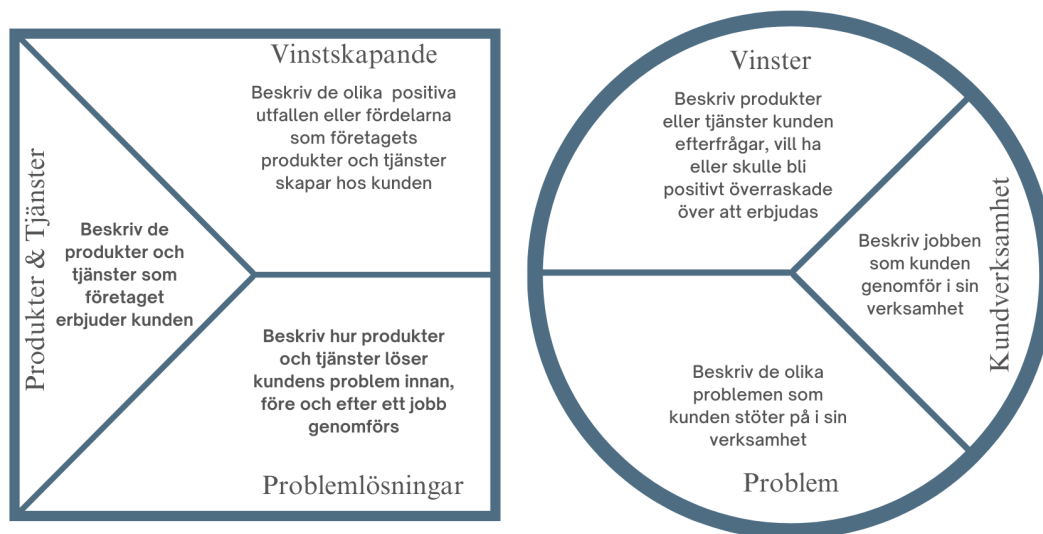 Vinstskapande
Beskriv de olika positiva
utfallen eller fördelarna
som företagets
produkter och tjänster
skapar hos kunden
Produkter & Tjänster
Beskriv de
produkter och
tjänster som
företaget
erbjuder kunden
Beskriv hur produkter
och tjänster löser
kundens problem innan,
före och efter ett jobb
genomförs
Problemlösningar
Vinster
Beskriv produkter
eller tjänster kunden
efterfrågar, vill ha
eller skulle bli
positivt överraskade
över att erbjudas
Beskriv jobben
som kunden
genomför i sin
verksamhet
Kundverksamhet
Beskriv de olika
problemen som
kunden stöter på i sin
verksamhet
Problem